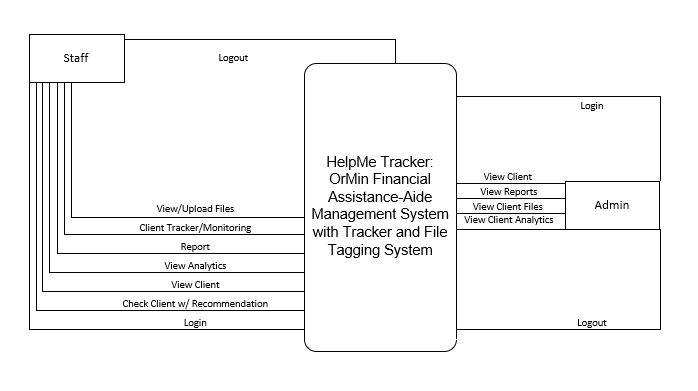 Staff
Logout
Login
HelpMe Tracker:
OrMin Financial
Assistance-Aide
Management System
with Tracker and File
Tagging System
View Client
View Reports
View Client Files
View Client Analytics
Admin
View/Upload Files
Client Tracker/Monitoring
Report
View Analytics
View Client
Check Client w/ Recommendation
Login
Logout